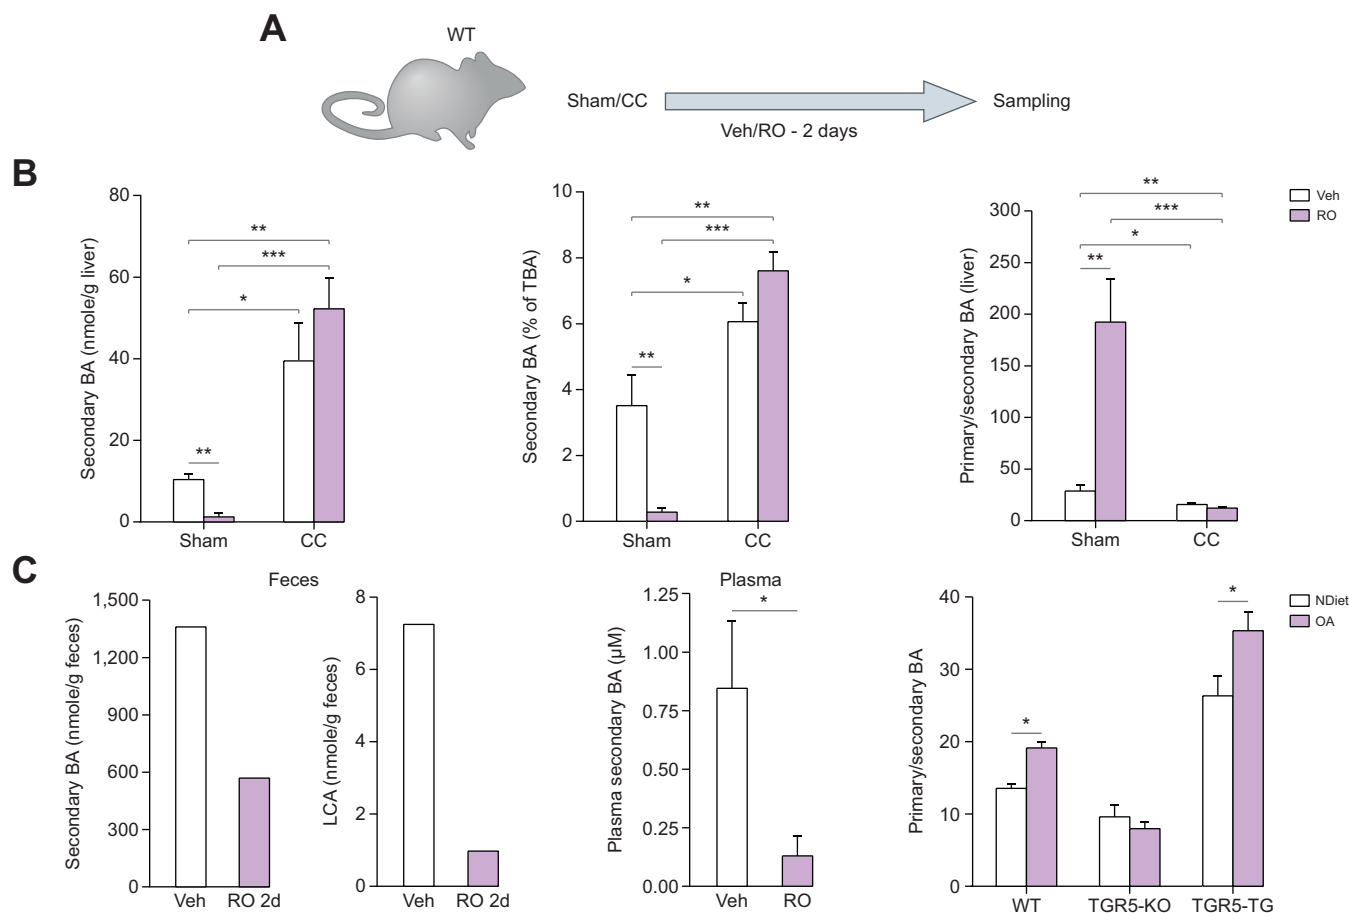 A
WT
Sham/CC
Veh/RO - 2 days
Sampling
B
Secondary BA (nmole/g liver)
80
60
40
20
0
**
***
*
**
Sham
CC
Secondary BA (% of TBA)
10
8
6
4
2
0
**
***
*
**
Sham
CC
Primary/secondary BA (liver)
300
250
200
150
100
50
0
**
***
*
**
Sham
CC
Veh
RO
C
Feces
Secondary BA (nmole/g feces)
1,500
1,300
900
600
300
0
Veh
RO 2d
LCA (nmole/g feces)
8
6
4
2
0
Veh
RO 2d
Plasma
Plasma secondary BA (µM)
1.25
1.00
0.75
0.50
0.25
0.00
*
Veh
RO
Primary/secondary BA
40
30
20
10
0
*
*
WT
TGR5-KO
TGR5-TG
NDiet
OA